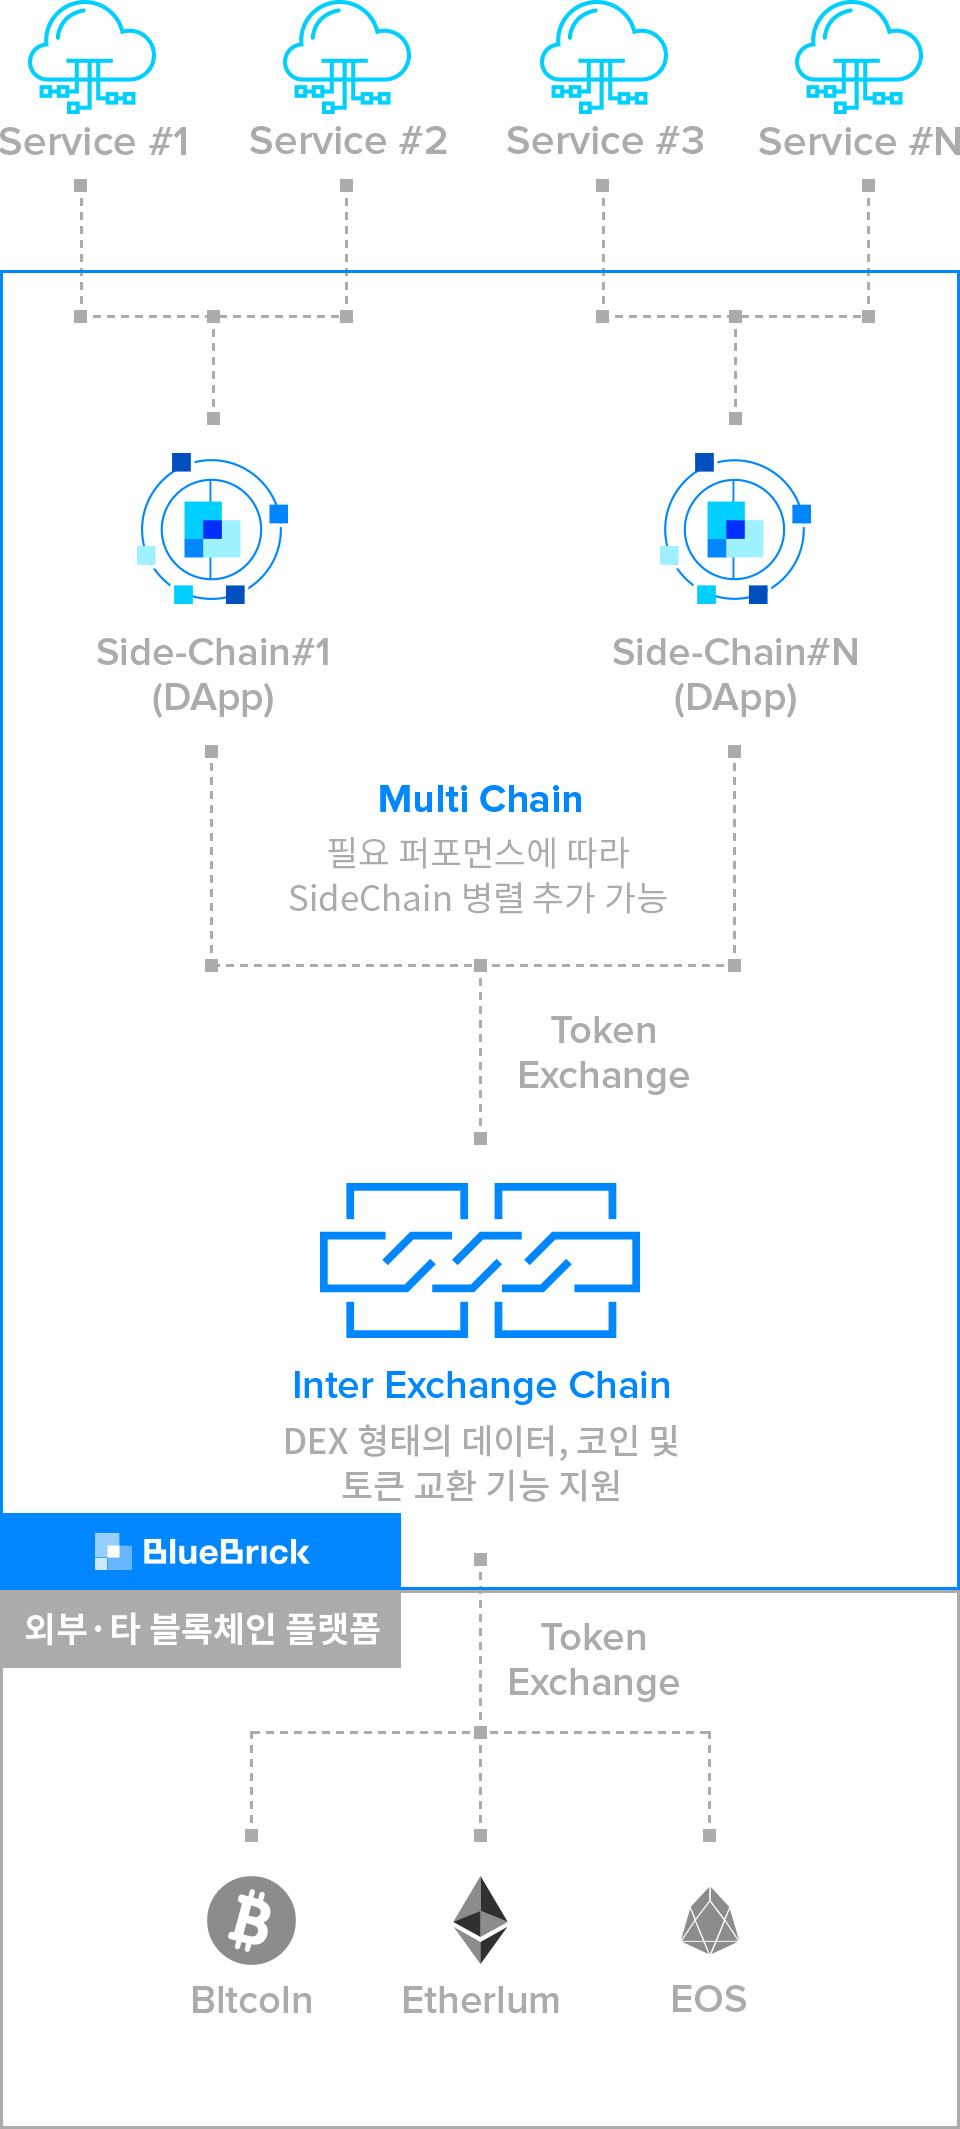 Service #1
Service #2
Service #3
Service #N
Side-Chain#1
(DApp)
Side-Chain#N
(DApp)
Multi Chain
필요 퍼포먼스에 따라
SideChain 병렬 추가 가능
Token
Exchange
Inter Exchange Chain
DEX 형태의 데이터, 코인 및
토큰 교환 기능 지원
BlueBrick
외부·타 블록체인 플랫폼
Token
Exchange
BItcoIn
EtherIum
EOS